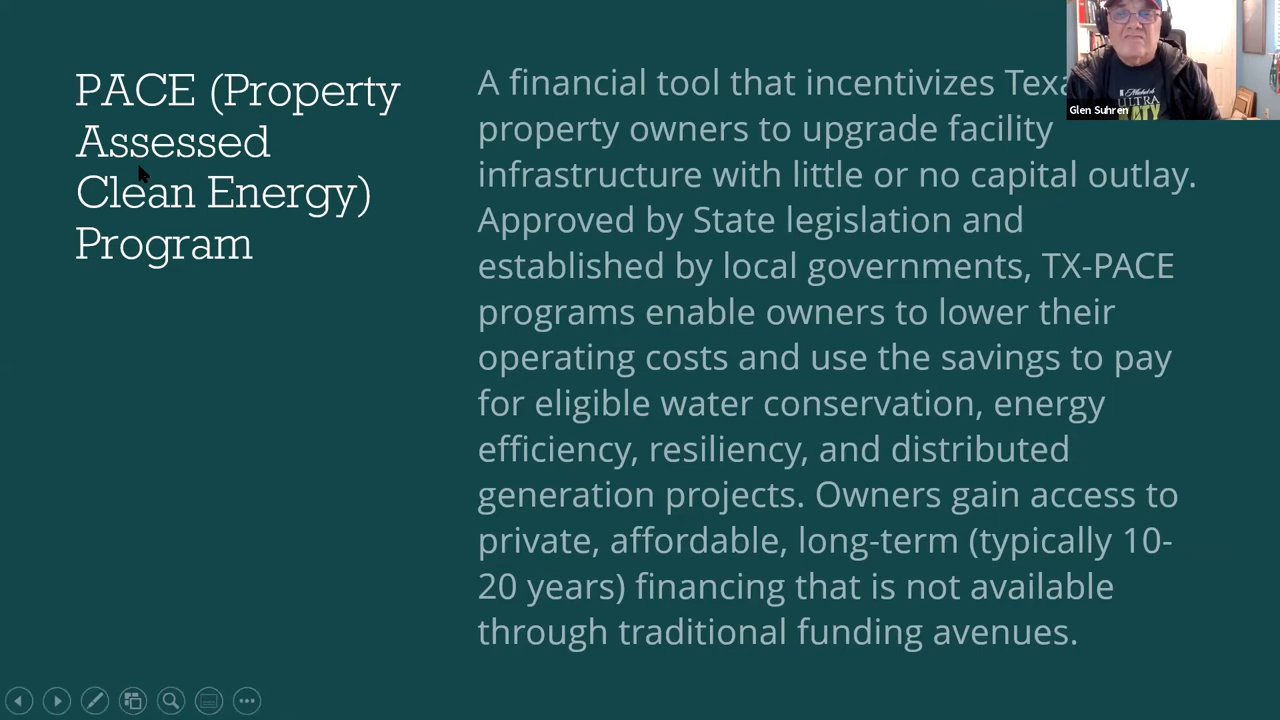 PACE (Property
Assessed
Clean Energy)
Program
A financial tool that incentivizes
property owners to upgrade facility
infrastructure with little or no capital outlay.
Approved by State legislation and
established by local governments, TX-PACE
programs enable owners to lower their
operating costs and use the savings to pay
for eligible water conservation, energy
efficiency, resiliency, and distributed
generation projects. Owners gain access to
private, affordable, long-term (typically 10-
20 years) financing that is not available
through traditional funding avenues.
Glen Suhren
ULTRA